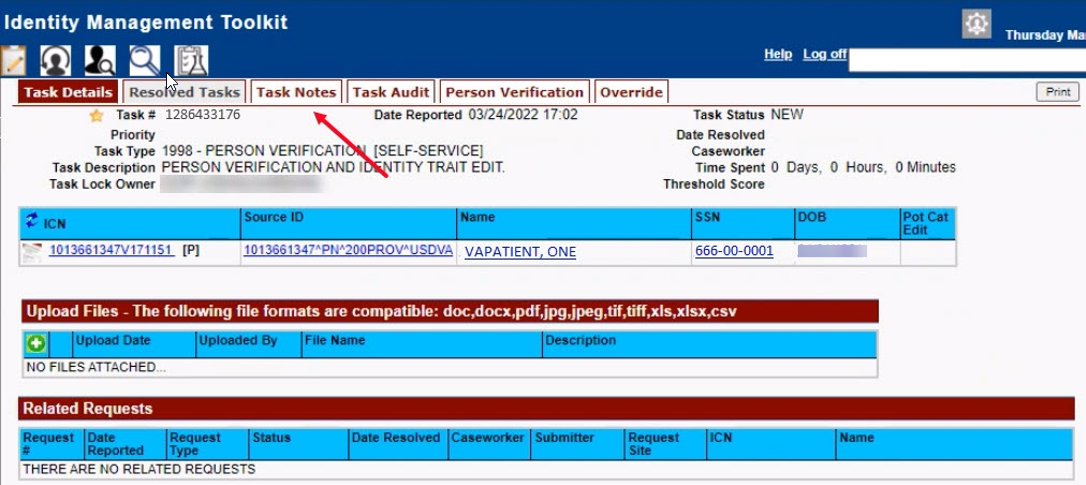 Identity Management Toolkit
Thursday Ma
Help Log off
Task Details Resolved Tasks Task Notes Task Audit Person Verification Override Print
Task # 1286433176 Date Reported 03/24/2022 17:02 Task Status NEW
Priority Date Resolved
Task Type 1998 - PERSON VERIFICATION [SELF-SERVICE] Caseworker
Task Description PERSON VERIFICATION AND IDENTITY TRAIT EDIT. Time Spent 0 Days, 0 Hours, 0 Minutes
Task Lock Owner Threshold Score
ICN Source ID Name SSN DOB Pot Cat
Edit
1013661347V171151 [P] 1013661347^PN^200PROV^USDVA VAPATIENT, ONE 666-00-0001
Upload Files - The following file formats are compatible: doc,docx,pdf,jpg,jpeg,tif,tiff,xls,xlsx,csv
Upload Date Uploaded By File Name Description
NO FILES ATTACHED...
Related Requests
Request Date Request Status Date Resolved Caseworker Submitter Request ICN Name
# Reported Type Site
THERE ARE NO RELATED REQUESTS